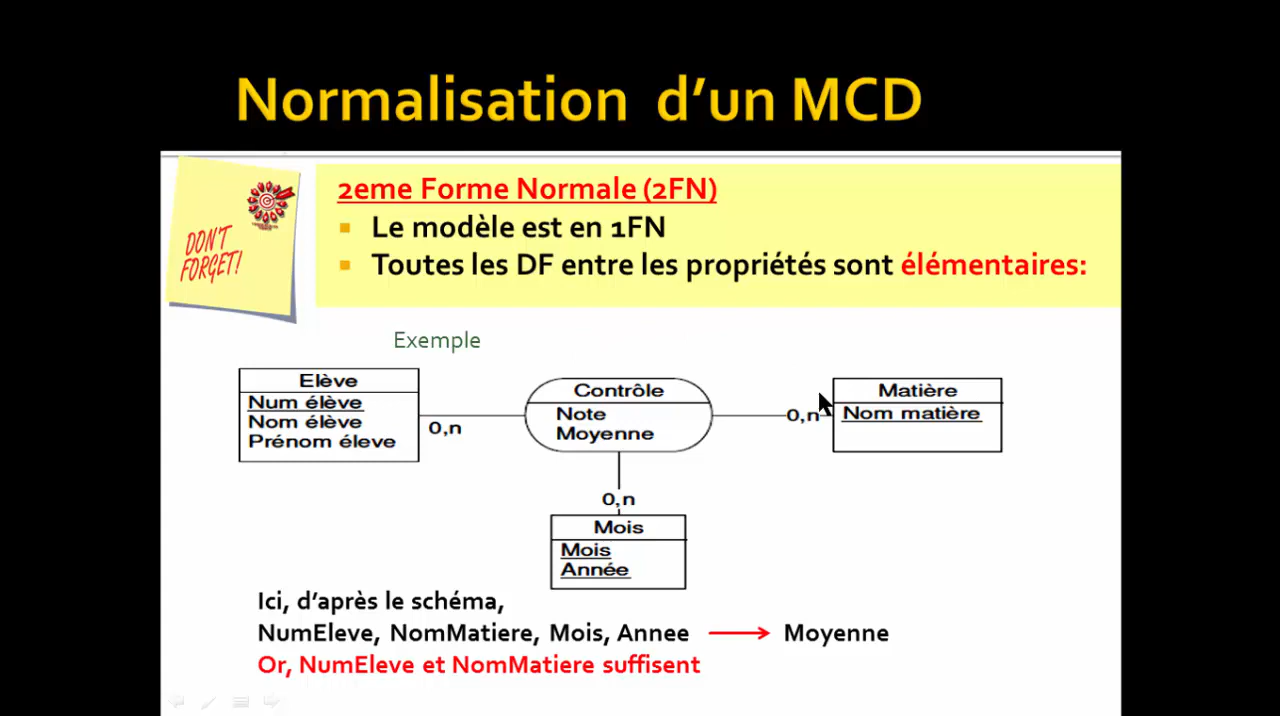 Normalisation d'un MCD
DON'T
FORGET!
2eme Forme Normale (2FN)
Le modèle est en 1FN
Toutes les DF entre les propriétés sont élémentaires:
Exemple
Elève
Num élève
Nom élève
Prénom éleve
0,n
Contrôle
Note
Moyenne
0,n
Matière
Nom matière
0,n
Mois
Mois
Année
Ici, d'après le schéma,
NumEleve, NomMatiere, Mois, Annee → Moyenne
Or, NumEleve et NomMatiere suffisent